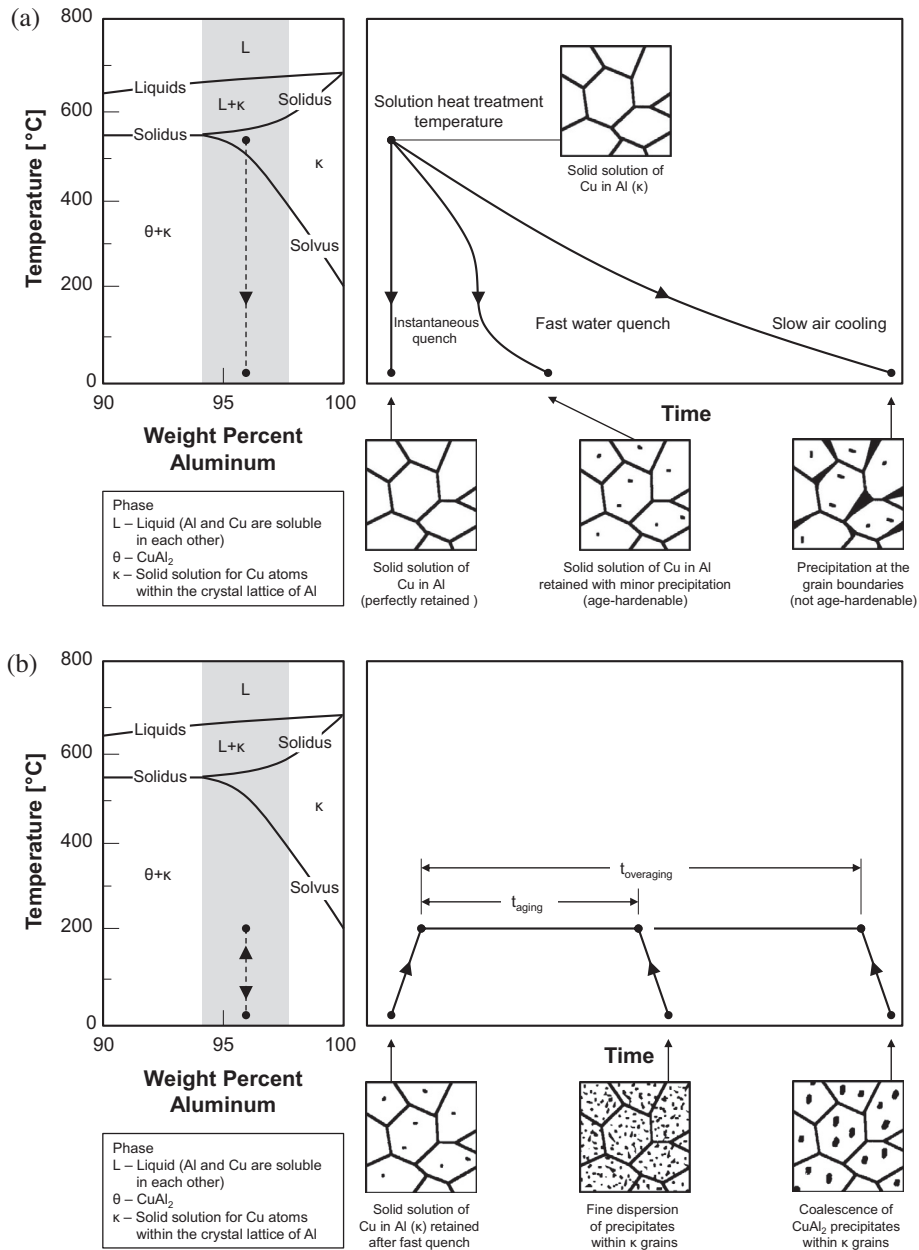 (a)
800
600
400
200
0
Temperature [°C]
L
Liquids
L+κ
Solidus
Solidus
κ
θ+κ
Solvus
90
95
100
Weight Percent
Aluminum
Phase
L – Liquid (Al and Cu are soluble
in each other)
θ – CuAl2
κ – Solid solution for Cu atoms
within the crystal lattice of Al
Solution heat treatment
temperature
Solid solution of
Cu in Al (κ)
Instantaneous
quench
Fast water quench
Slow air cooling
Time
Solid solution of
Cu in Al
(perfectly retained )
Solid solution of Cu in Al
retained with minor precipitation
(age-hardenable)
Precipitation at the
grain boundaries
(not age-hardenable)
(b)
800
600
400
200
0
Temperature [°C]
L
Liquids
L+κ
Solidus
Solidus
κ
θ+κ
Solvus
90
95
100
Weight Percent
Aluminum
Phase
L – Liquid (Al and Cu are soluble
in each other)
θ – CuAl2
κ – Solid solution for Cu atoms
within the crystal lattice of Al
toveraging
taging
Time
Solid solution of
Cu in Al (κ) retained
after fast quench
Fine dispersion
of precipitates
within κ grains
Coalescence of
CuAl2 precipitates
within κ grains